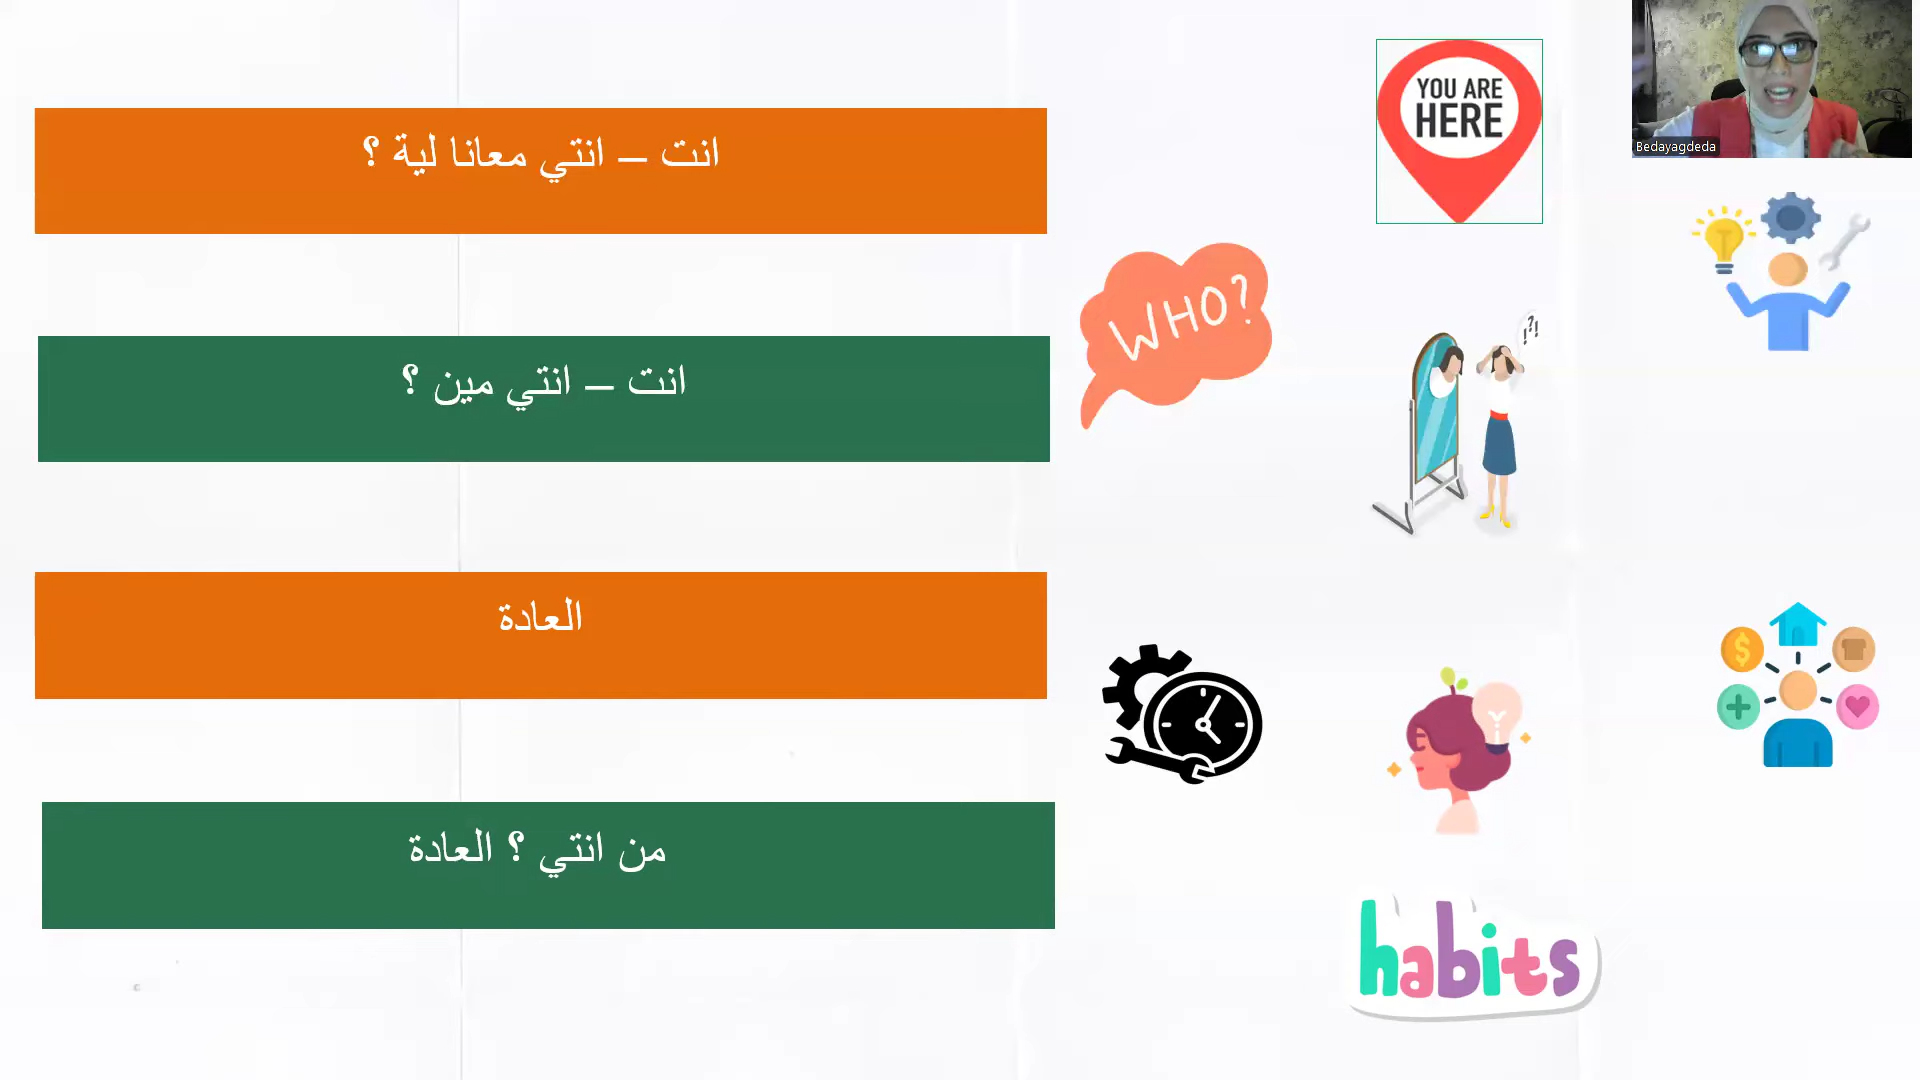 انت – انتي معانا لية ؟
YOU ARE
HERE
Bedayagdeda
انت – انتي مين ؟
WHO?
?!
العادة
من انتي ؟ العادة
habits